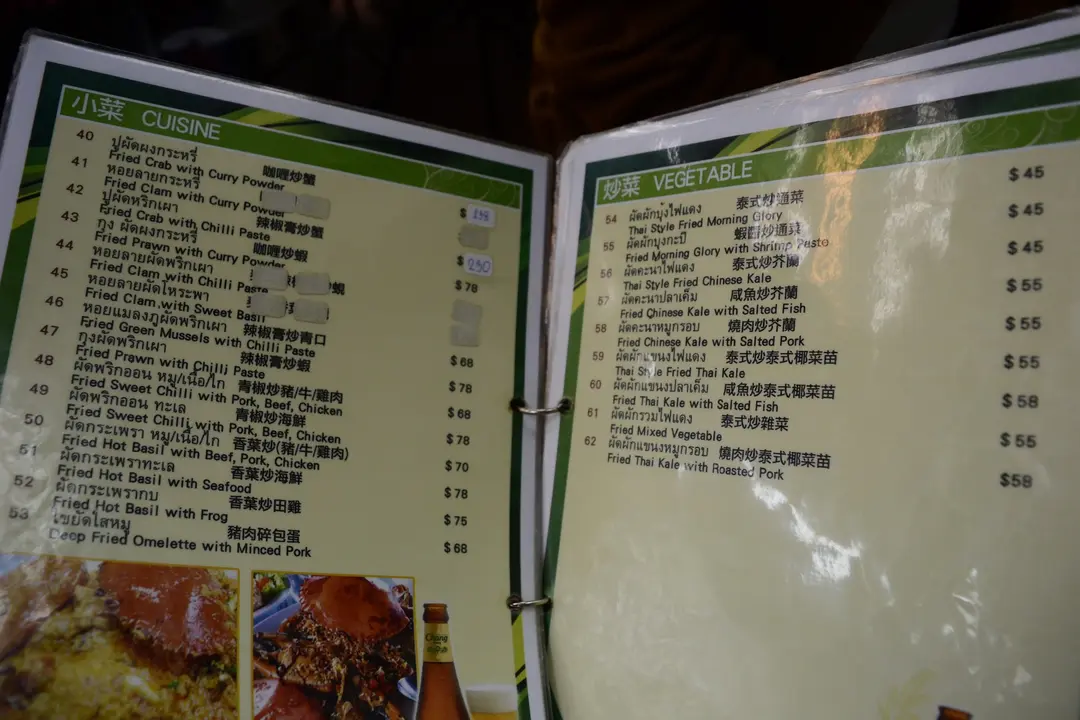 小菜 CUISINE
40 ปูผัดผงกระหรี่ 咖喱炒蟹
Fried Crab with Curry Powder
41 หอยลายกระหรี่
Fried Clam with Curry Powder $ 298
42 ปูผัดพริกเผา 辣椒膏炒蟹
Fried Crab with Chilli Paste
43 กุ้ง ผัดผงกระหรี่ 咖喱炒蝦
Fried Prawn with Curry Powder $ 290
44 หอยลายผัดพริกเผา
Fried Clam with Chilli Paste $ 78
45 หอยลายผัดโหระพา
Fried Clam with Sweet Basil
46 หอยแมลงภู่ผัดพริกเผา 辣椒膏炒青口
Fried Green Mussels with Chilli Paste
47 กุ้งผัดพริกเผา 辣椒膏炒蝦
Fried Prawn with Chilli Paste $ 68
48 ผัดพริกออน หมู/เนื้อ/ไก่ 青椒炒豬/牛/雞肉
Fried Sweet Chilli with Pork, Beef, Chicken $ 78
49 ผัดพริกออน ทะเล 青椒炒海鮮
Fried Sweet Chilli with Pork, Beef, Chicken $ 68
50 ผัดกระเพรา หมู/เนื้อ/ไก่ 香葉炒(豬/牛/雞肉)
Fried Hot Basil with Beef, Pork, Chicken $ 78
51 ผัดกระเพราทะเล 香葉炒海鮮
Fried Hot Basil with Seafood $ 70
52 ผัดกระเพรากบ 香葉炒田雞
Fried Hot Basil with Frog $ 78
53 ไข่ยัดไส้หมู 豬肉碎包蛋 $ 75
Deep Fried Omelette with Minced Pork $ 68
Chang
炒菜 VEGETABLE
54 ผัดผักบุ้งไฟแดง 泰式炒通菜 $ 45
Thai Style Fried Morning Glory
55 ผัดผักบุ้งกะปิ 蝦醬炒通菜 $ 45
Fried Morning Glory with Shrimp Paste
56 ผัดคะน้าไฟแดง 泰式炒芥蘭 $ 45
Thai Style Fried Chinese Kale
57 ผัดคะน้าปลาเค็ม 咸魚炒芥蘭 $ 55
Fried Chinese Kale with Salted Fish
58 ผัดคะน้าหมูกรอบ 燒肉炒芥蘭 $ 55
Fried Chinese Kale with Salted Pork
59 ผัดผักแขนงไฟแดง 泰式炒泰式椰菜苗 $ 55
Thai Style Fried Thai Kale
60 ผัดผักแขนงปลาเค็ม 咸魚炒泰式椰菜苗 $ 58
Fried Thai Kale with Salted Fish
61 ผัดผักรวมไฟแดง 泰式炒雜菜 $ 55
Fried Mixed Vegetable
62 ผัดผักแขนงหมูกรอบ 燒肉炒泰式椰菜苗 $58
Fried Thai Kale with Roasted Pork